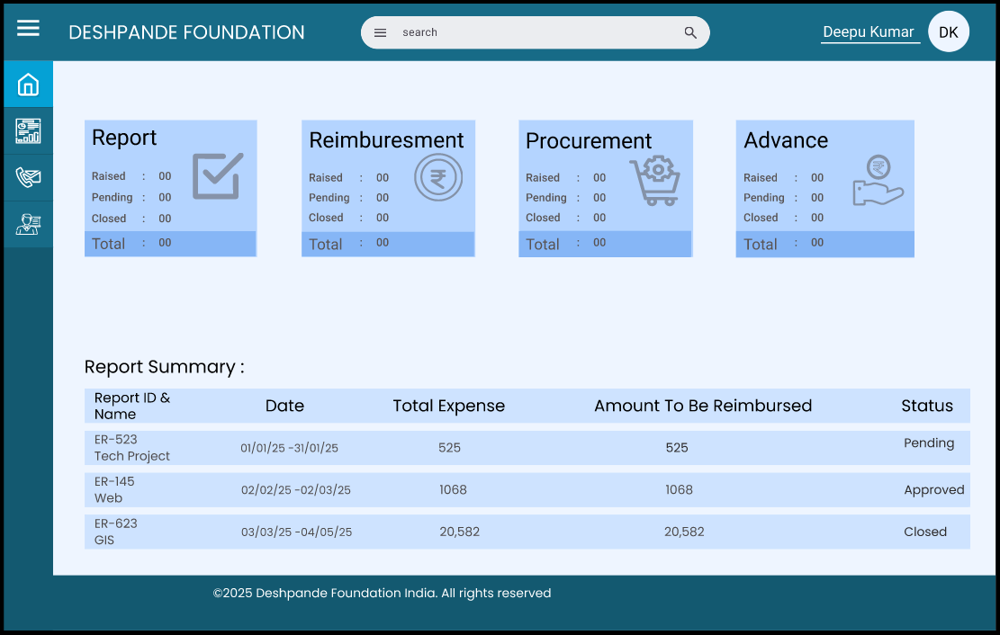 DESHPANDE FOUNDATION
search
Deepu Kumar
DK
Report
Raised : 00
Pending : 00
Closed : 00
Total : 00
Reimburesment
Raised : 00
Pending : 00
Closed : 00
Total : 00
Procurement
Raised : 00
Pending : 00
Closed : 00
Total : 00
Advance
Raised : 00
Pending : 00
Closed : 00
Total : 00
Report Summary :
Report ID &
Name
Date
Total Expense
Amount To Be Reimbursed
Status
ER-523
Tech Project
01/01/25 -31/01/25
525
525
Pending
ER-145
Web
02/02/25 -02/03/25
1068
1068
Approved
ER-623
GIS
03/03/25 -04/05/25
20,582
20,582
Closed
©2025 Deshpande Foundation India. All rights reserved